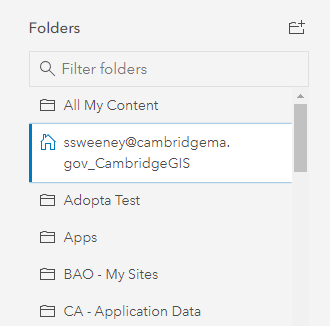 Folders
Filter folders
All My Content
ssweeney@cambridgema.
gov_CambridgeGIS
Adopta Test
Apps
BAO - My Sites
CA - Application Data